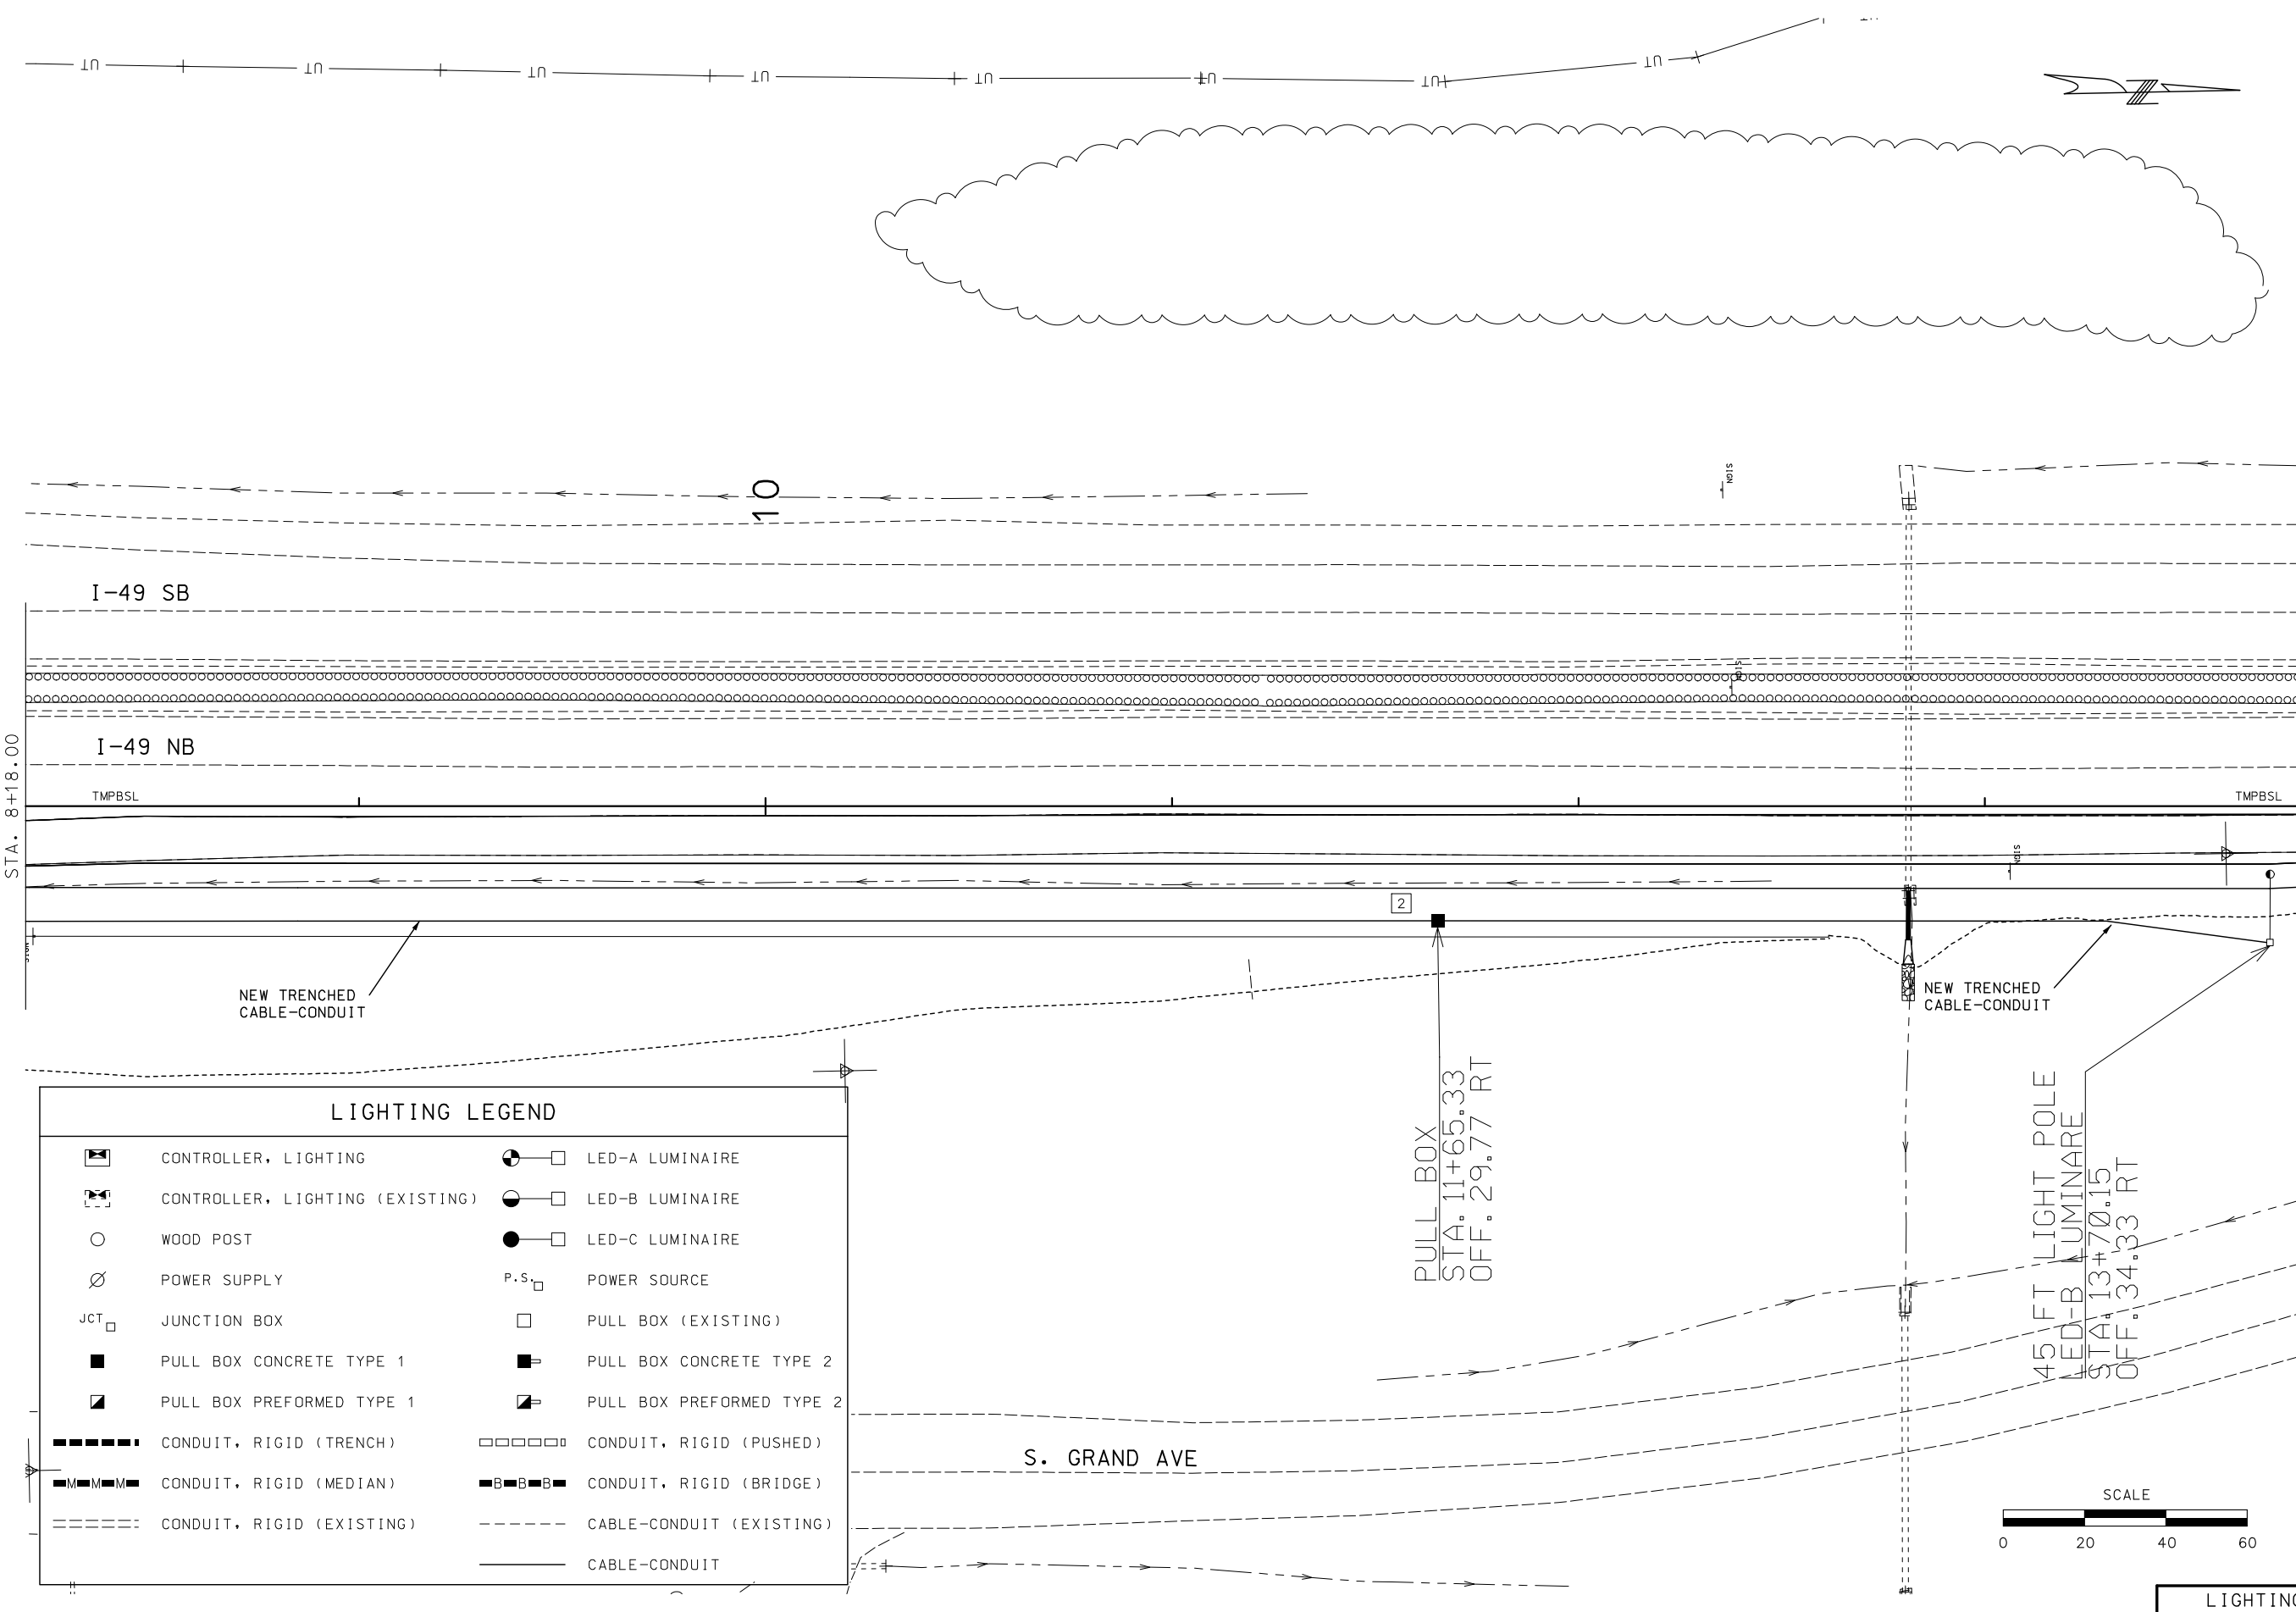 UT UT UT UT UT UT UT UT
10
SIGN
I-49 SB
SIGN
I-49 NB
STA. 8+18.00
TMPBSL
TMPBSL
SIGN
2
SIGN
NEW TRENCHED
CABLE-CONDUIT
NEW TRENCHED
CABLE-CONDUIT
PULL BOX
STA. 11+65.33
OFF. 29.77 RT
45 FT LIGHT POLE
LED-B LUMINARE
STA. 13+70.15
OFF. 34.33 RT
LIGHTING LEGEND
CONTROLLER, LIGHTING
LED-A LUMINAIRE
CONTROLLER, LIGHTING (EXISTING)
LED-B LUMINAIRE
WOOD POST
LED-C LUMINAIRE
POWER SUPPLY
P.S. POWER SOURCE
JCT JUNCTION BOX
PULL BOX (EXISTING)
PULL BOX CONCRETE TYPE 1
PULL BOX CONCRETE TYPE 2
PULL BOX PREFORMED TYPE 1
PULL BOX PREFORMED TYPE 2
CONDUIT, RIGID (TRENCH)
CONDUIT, RIGID (PUSHED)
M M M CONDUIT, RIGID (MEDIAN)
B B B CONDUIT, RIGID (BRIDGE)
CONDUIT, RIGID (EXISTING)
CABLE-CONDUIT (EXISTING)
CABLE-CONDUIT
S. GRAND AVE
SCALE
0 20 40 60
LIGHTING